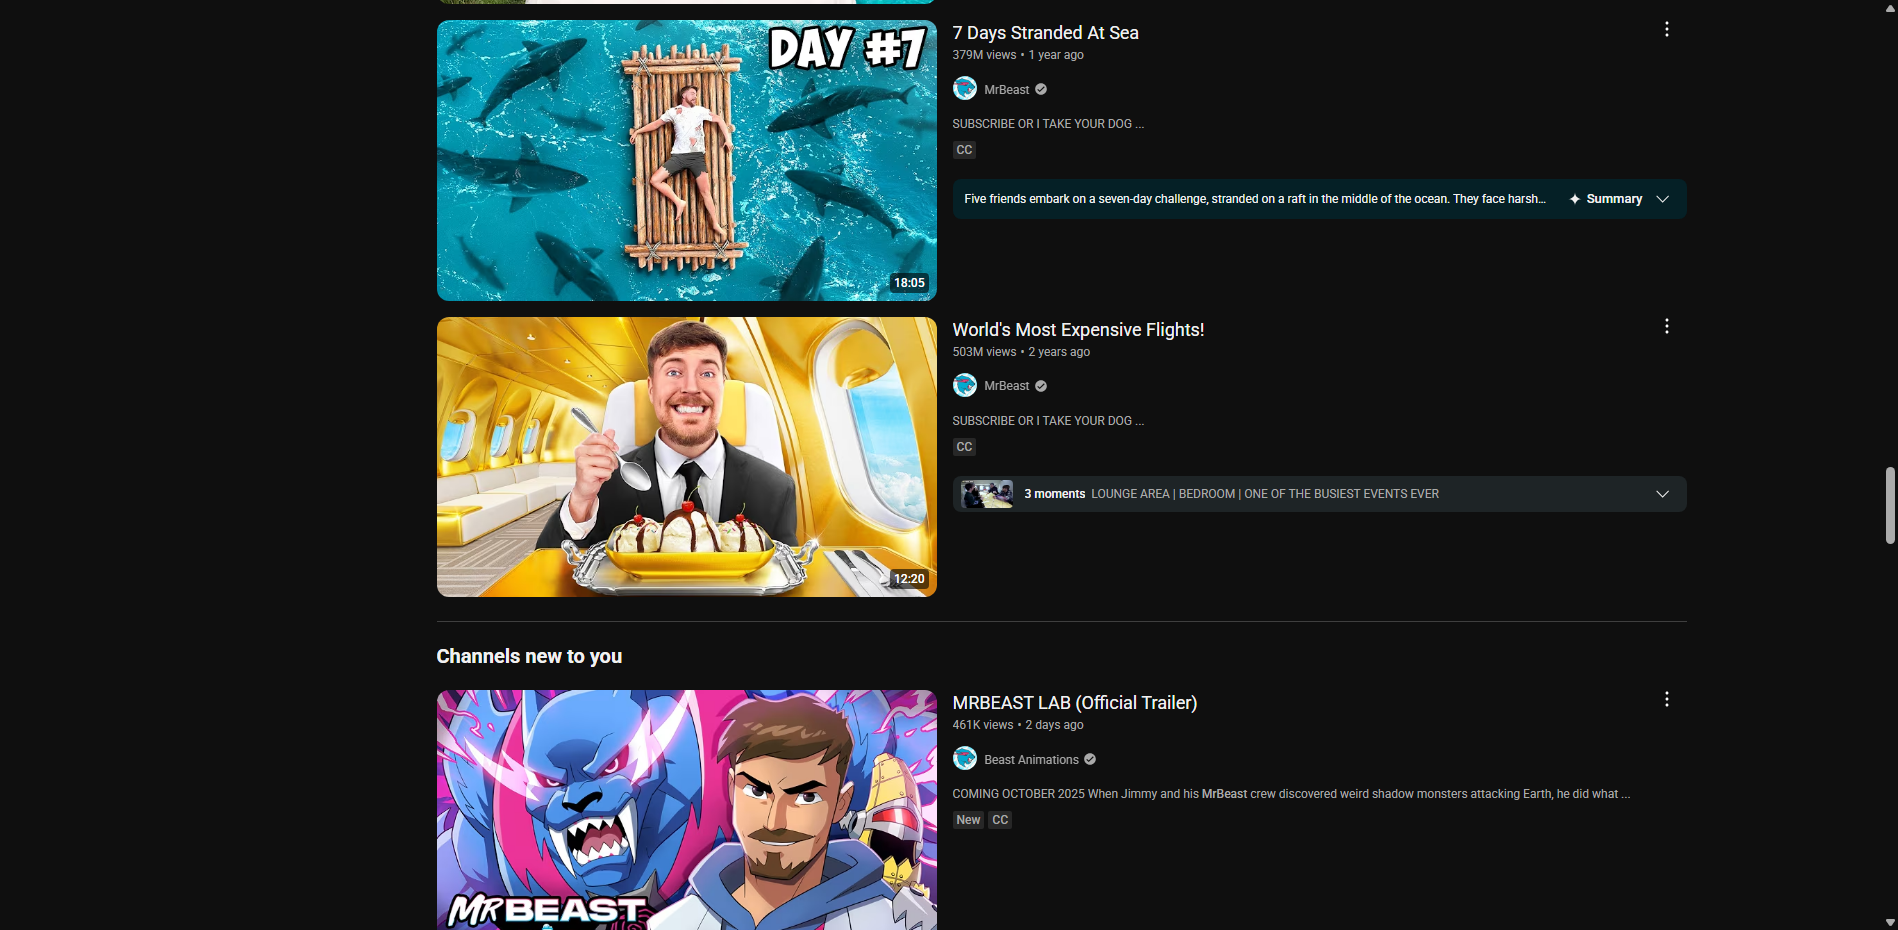 DAY #7
18:05
7 Days Stranded At Sea
379M views • 1 year ago
MrBeast
SUBSCRIBE OR I TAKE YOUR DOG ...
CC
Five friends embark on a seven-day challenge, stranded on a raft in the middle of the ocean. They face harsh... Summary
12:20
World's Most Expensive Flights!
503M views • 2 years ago
MrBeast
SUBSCRIBE OR I TAKE YOUR DOG ...
CC
3 moments LOUNGE AREA | BEDROOM | ONE OF THE BUSIEST EVENTS EVER
Channels new to you
MRBEAST
MRBEAST LAB (Official Trailer)
461K views • 2 days ago
Beast Animations
COMING OCTOBER 2025 When Jimmy and his MrBeast crew discovered weird shadow monsters attacking Earth, he did what ...
New CC